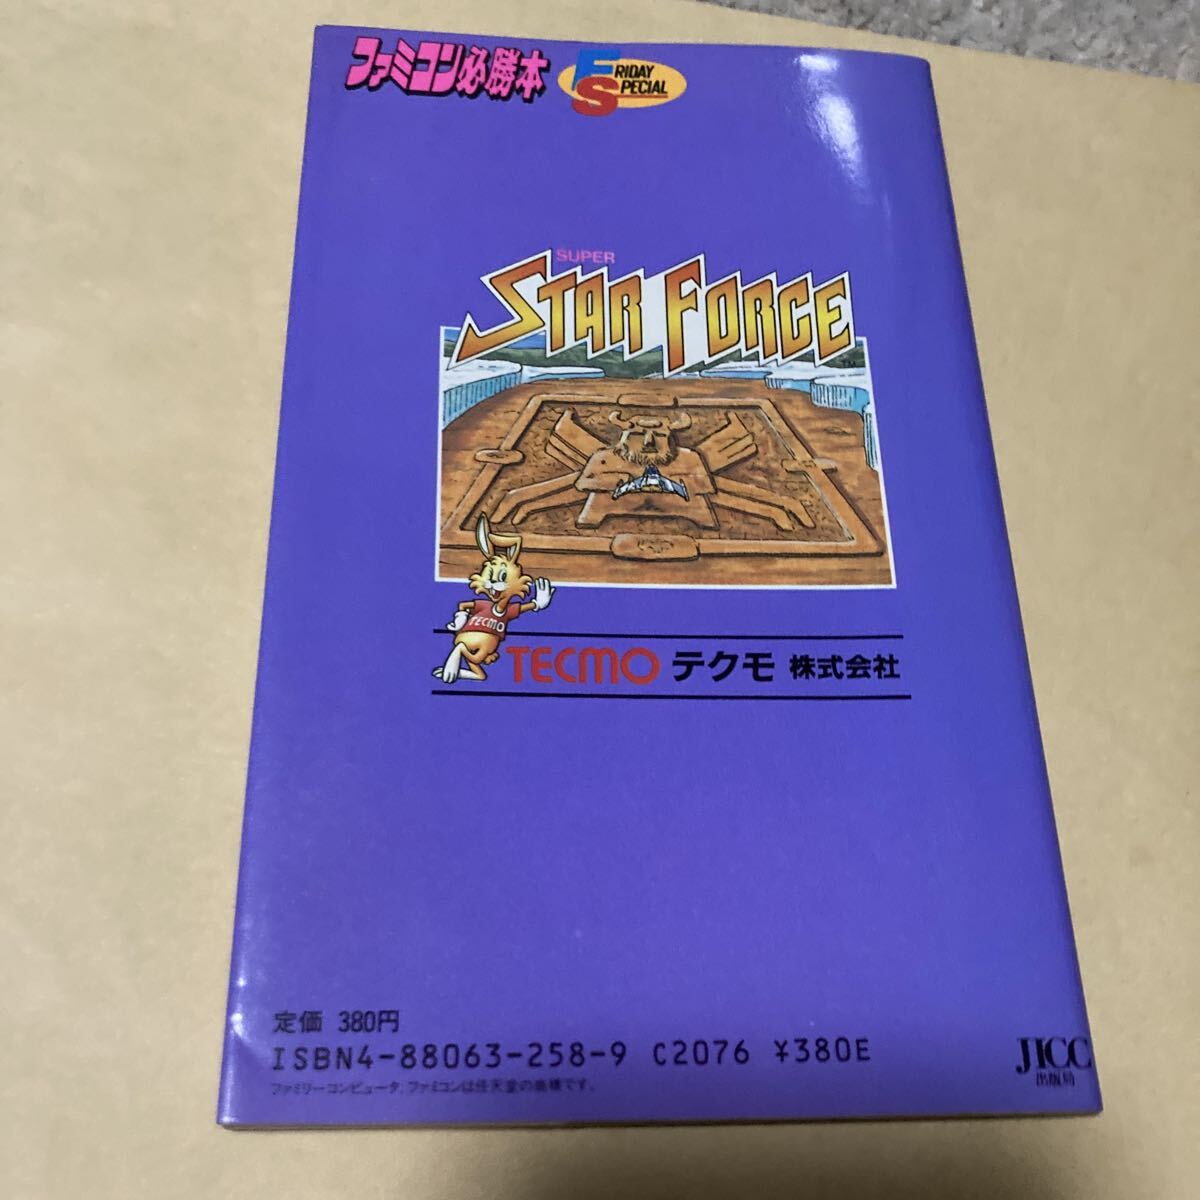 ファミコン必勝本
FRIDAY
SPECIAL
SUPER
STAR FORCE
TM
TECMO
TECMO テクモ 株式会社
定価 380円
ISBN4-88063-258-9 C2076 ¥380E
ファミリーコンピュータ、ファミコンは任天堂の商標です。
JICC
出版局